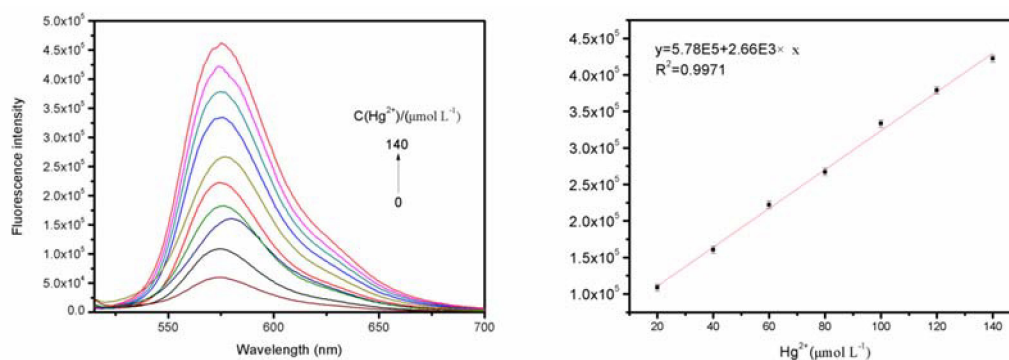 5.0x10⁵
4.5x10⁵
4.0x10⁵
3.5x10⁵
3.0x10⁵
2.5x10⁵
2.0x10⁵
1.5x10⁵
1.0x10⁵
5.0x10⁴
0.0
Fluorescence intensity
C(Hg²⁺)/(μmol L⁻¹)
140
0
550 600 650 700
Wavelength (nm)
4.5x10⁵
4.0x10⁵
3.5x10⁵
3.0x10⁵
2.5x10⁵
2.0x10⁵
1.5x10⁵
1.0x10⁵
y=5.78E5+2.66E3× x
R²=0.9971
20 40 60 80 100 120 140
Hg²⁺(μmol L⁻¹)